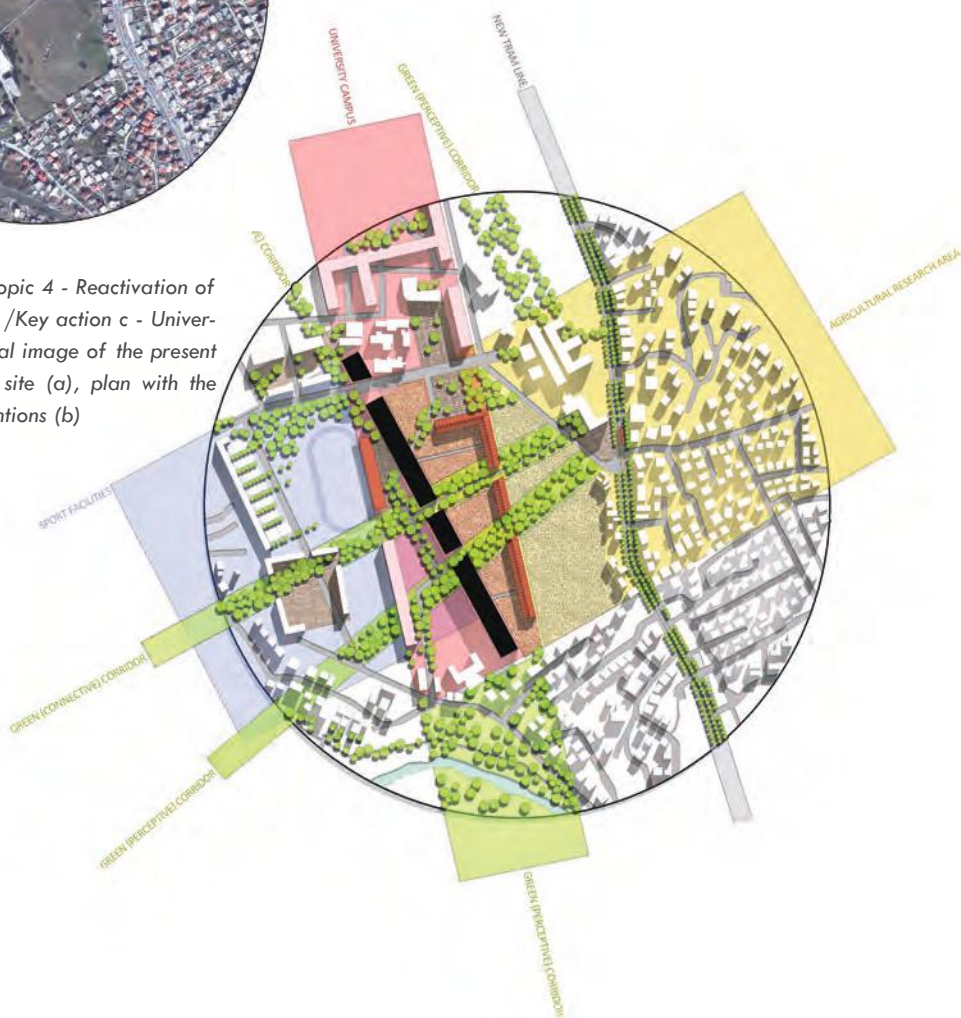 UNIVERSITY CAMPUS
GREEN (PERCEPTIVE) CORRIDOR
NEW TRAM LINE
AGRICULTURAL RESEARCH AREA
CORRIDOR
opic 4 - Reactivation of
/Key action c - Univer-
al image of the present
site (a), plan with the
ntions (b)
SPORT FACILITIES
GREEN (CONNECTIVE) CORRIDOR
GREEN (PERCEPTIVE) CORRIDOR
GREEN (PERCEPTIVE) CORRIDOR